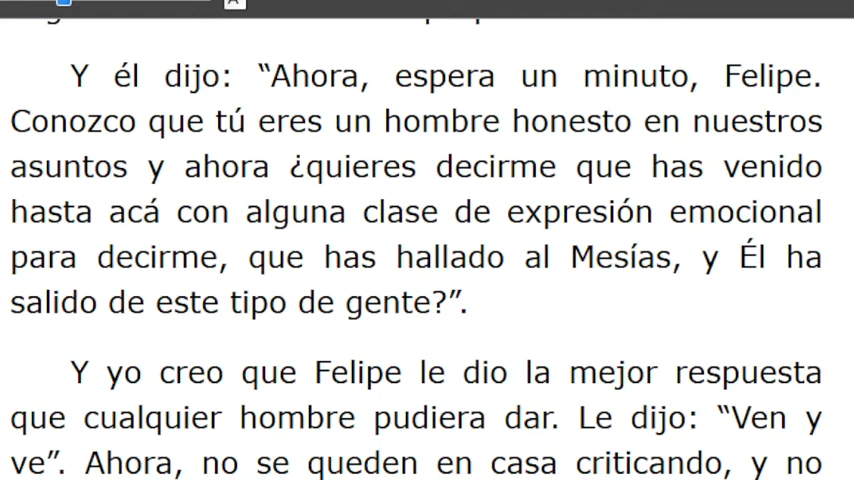 Y él dijo: “Ahora, espera un minuto, Felipe.
Conozco que tú eres un hombre honesto en nuestros
asuntos y ahora ¿quieres decirme que has venido
hasta acá con alguna clase de expresión emocional
para decirme, que has hallado al Mesías, y Él ha
salido de este tipo de gente?”.
Y yo creo que Felipe le dio la mejor respuesta
que cualquier hombre pudiera dar. Le dijo: “Ven y
ve”. Ahora, no se queden en casa criticando, y no